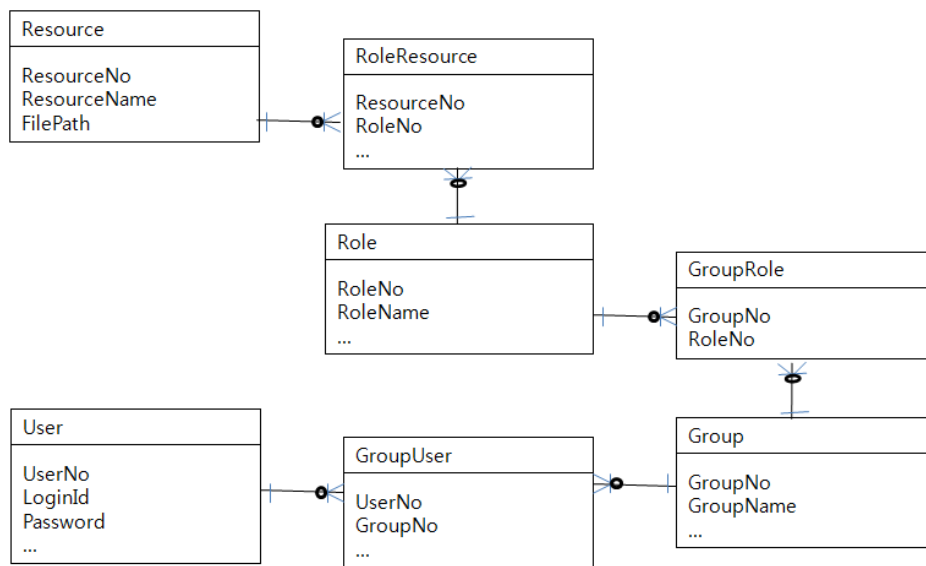 Resource
ResourceNo
ResourceName
FilePath
RoleResource
ResourceNo
RoleNo
...
Role
RoleNo
RoleName
...
GroupRole
GroupNo
RoleNo
User
UserNo
LoginId
Password
...
GroupUser
UserNo
GroupNo
...
Group
GroupNo
GroupName
...